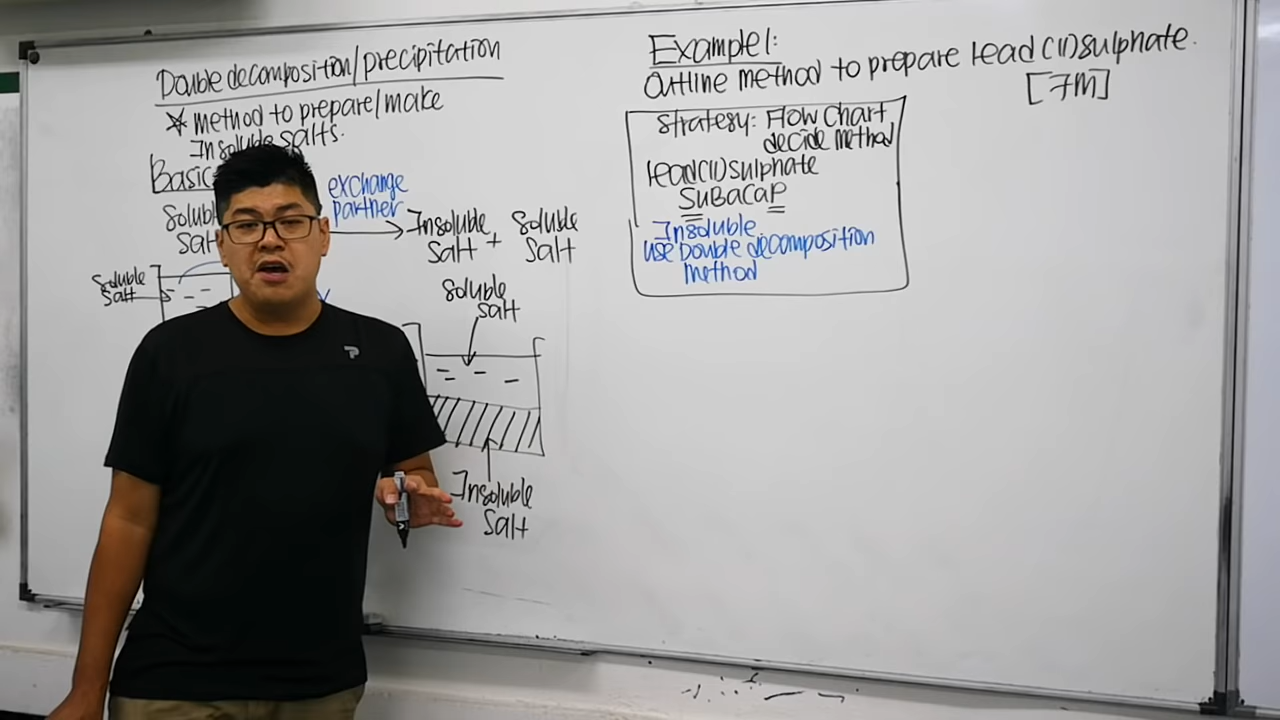 Double decomposition/precipitation
* method to prepare/make
Insoluble salts.
Basic
exchange
partner
Insoluble
Salt
+
Soluble
Salt
Soluble
Salt
Soluble
Salt
Insoluble
Salt
Example 1:
Outline method to prepare lead(II)sulphate.
[7M]
Strategy: Flow Chart
decide method
lead(II)sulphate
SuBaCaP
Insoluble
use Double decomposition
method